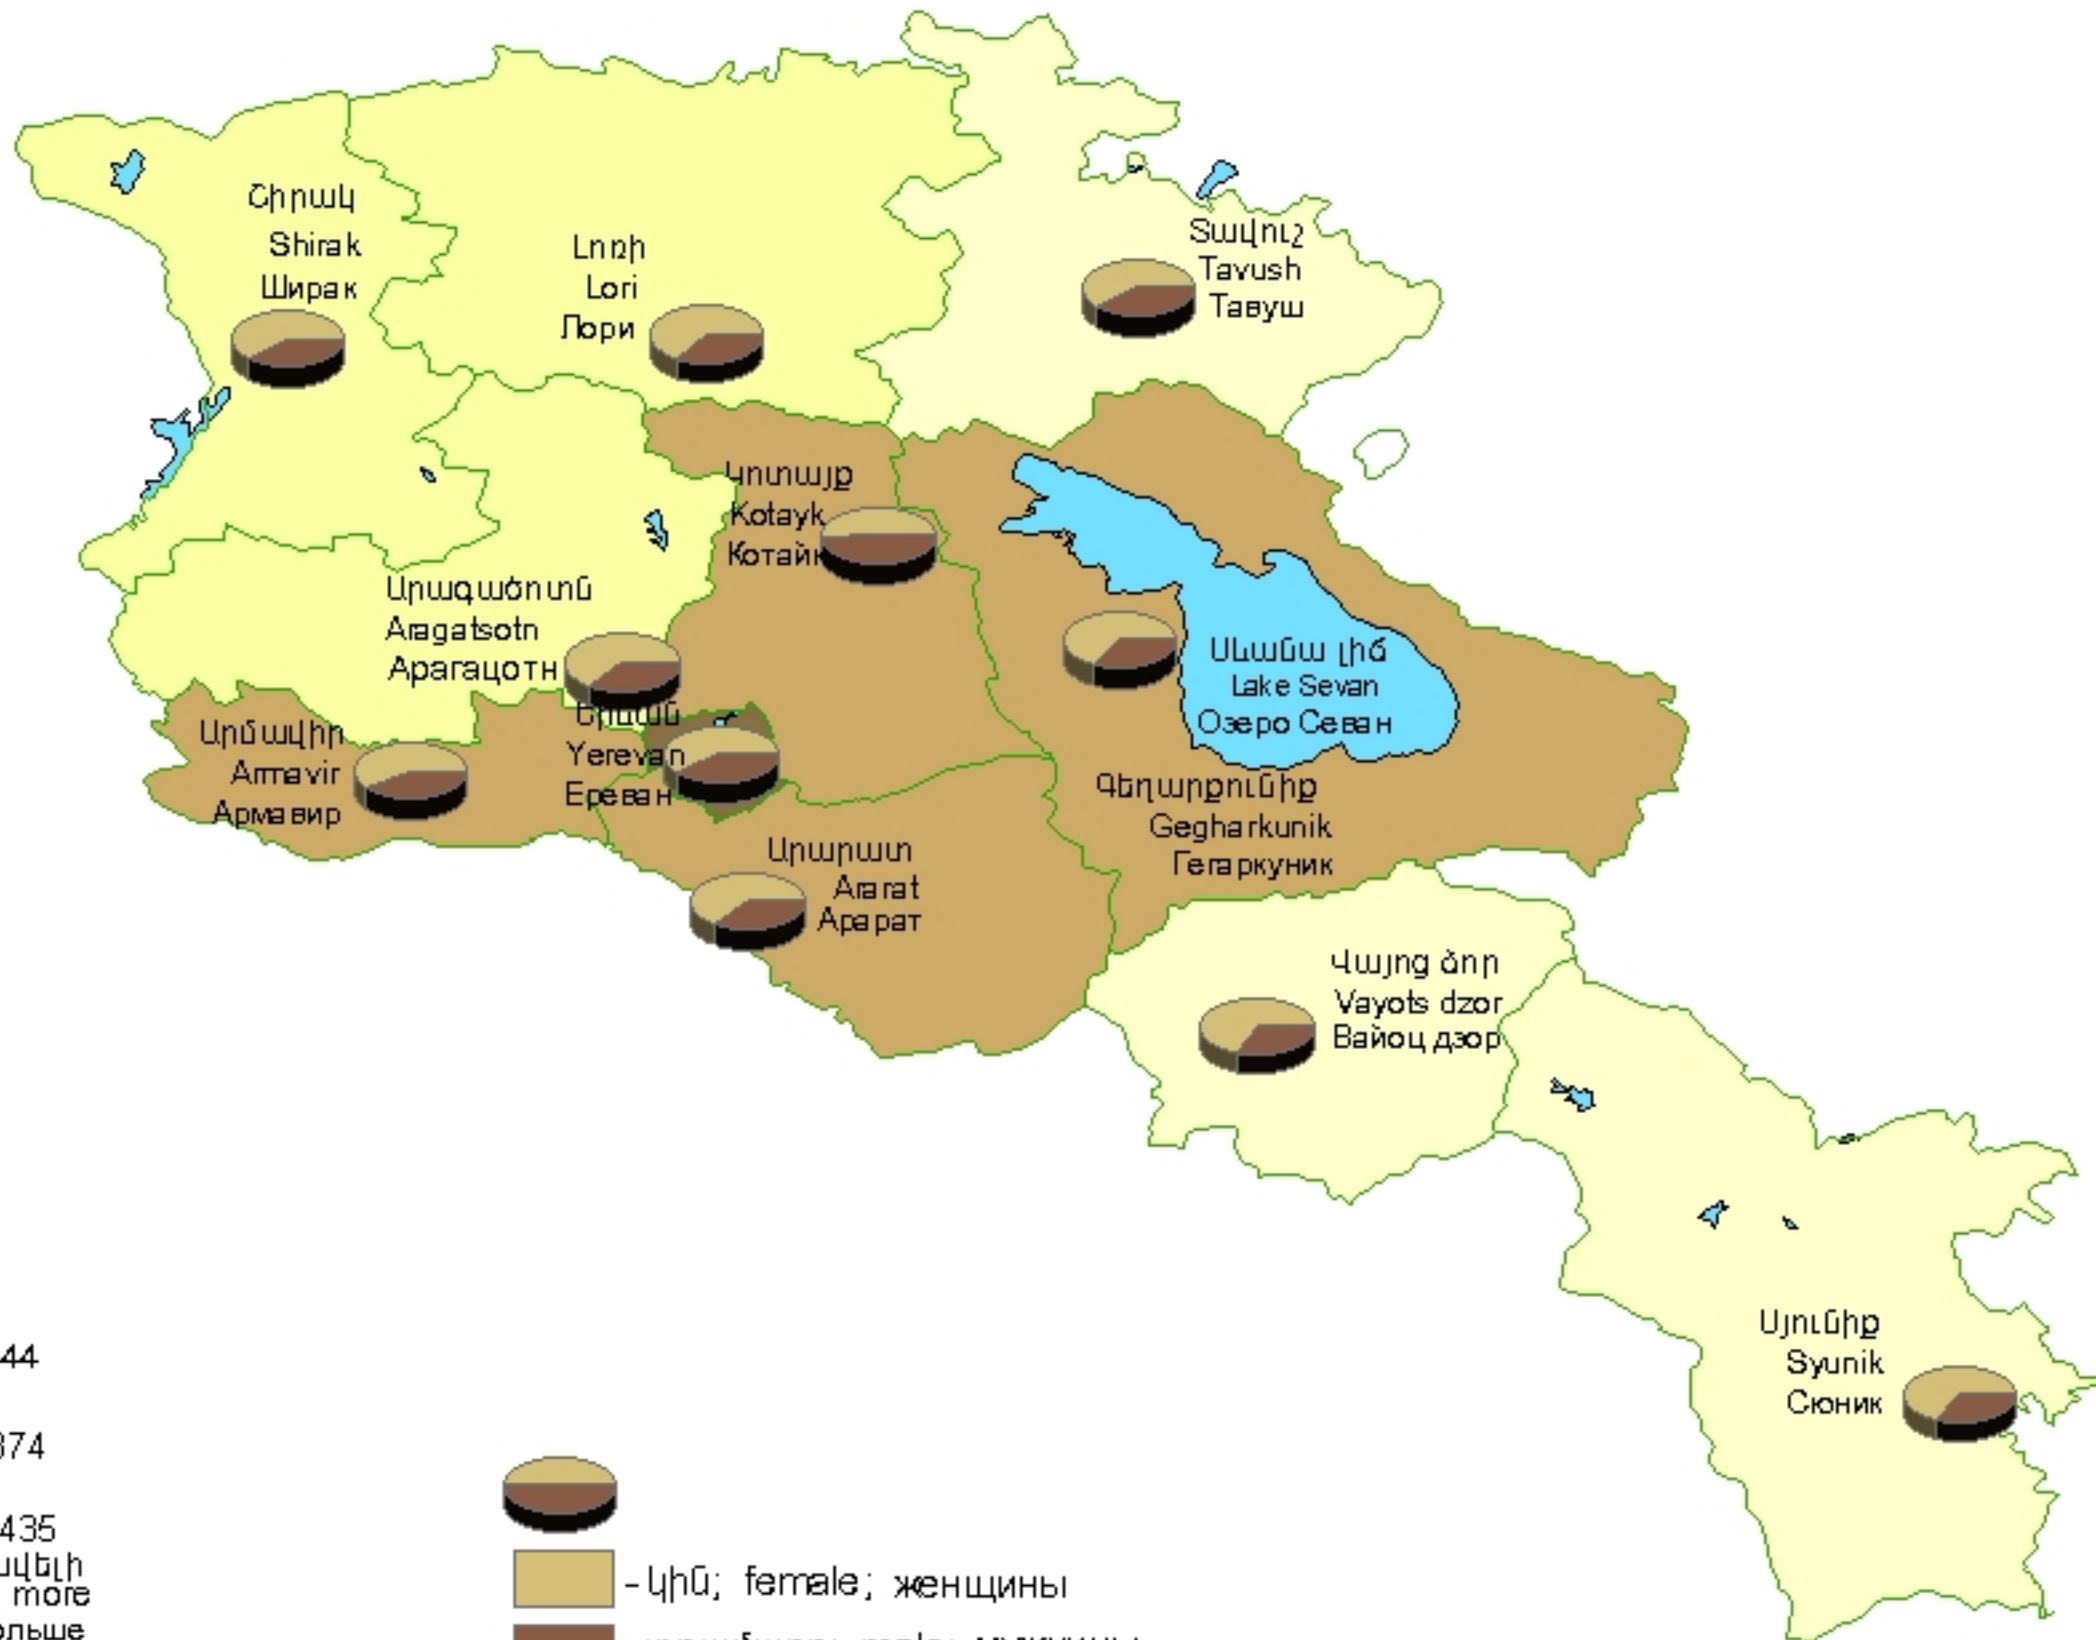 Շիրակ
Shirak
Ширак
Լոռի
Lori
Лори
Տավուշ
Tavush
Тавуш
Կոտայք
Kotayk
Котайк
Արագածոտն
Aragatsotn
Арагацотн
Սևանա լիճ
Lake Sevan
Озеро Севан
Արմավիր
Armavir
Армавир
Երևան
Yerevan
Ереван
Գեղարքունիք
Gegharkunik
Гегаркуник
Արարատ
Ararat
Арарат
Վայոց ձոր
Vayots dzor
Вайоц дзор
Սյունիք
Syunik
Сюник
44
374
435
more
- կին; female; женщины